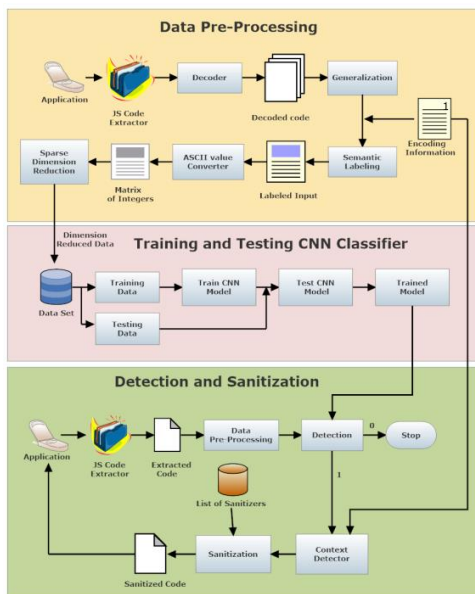 Data Pre-Processing
Application
JS Code
Extractor
Decoder
Decoded code
Generalization
1
Encoding
Information
Sparse
Dimension
Reduction
Matrix
of Integers
ASCII value
Converter
Labeled Input
Semantic
Labeling
Dimension
Reduced Data
Training and Testing CNN Classifier
Data Set
Training
Data
Train CNN
Model
Test CNN
Model
Trained
Model
Testing
Data
Detection and Sanitization
Application
JS Code
Extractor
Extracted
Code
Data
Pre-Processing
Detection
0
Stop
1
List of Sanitizers
Sanitized Code
Sanitization
Context
Detector